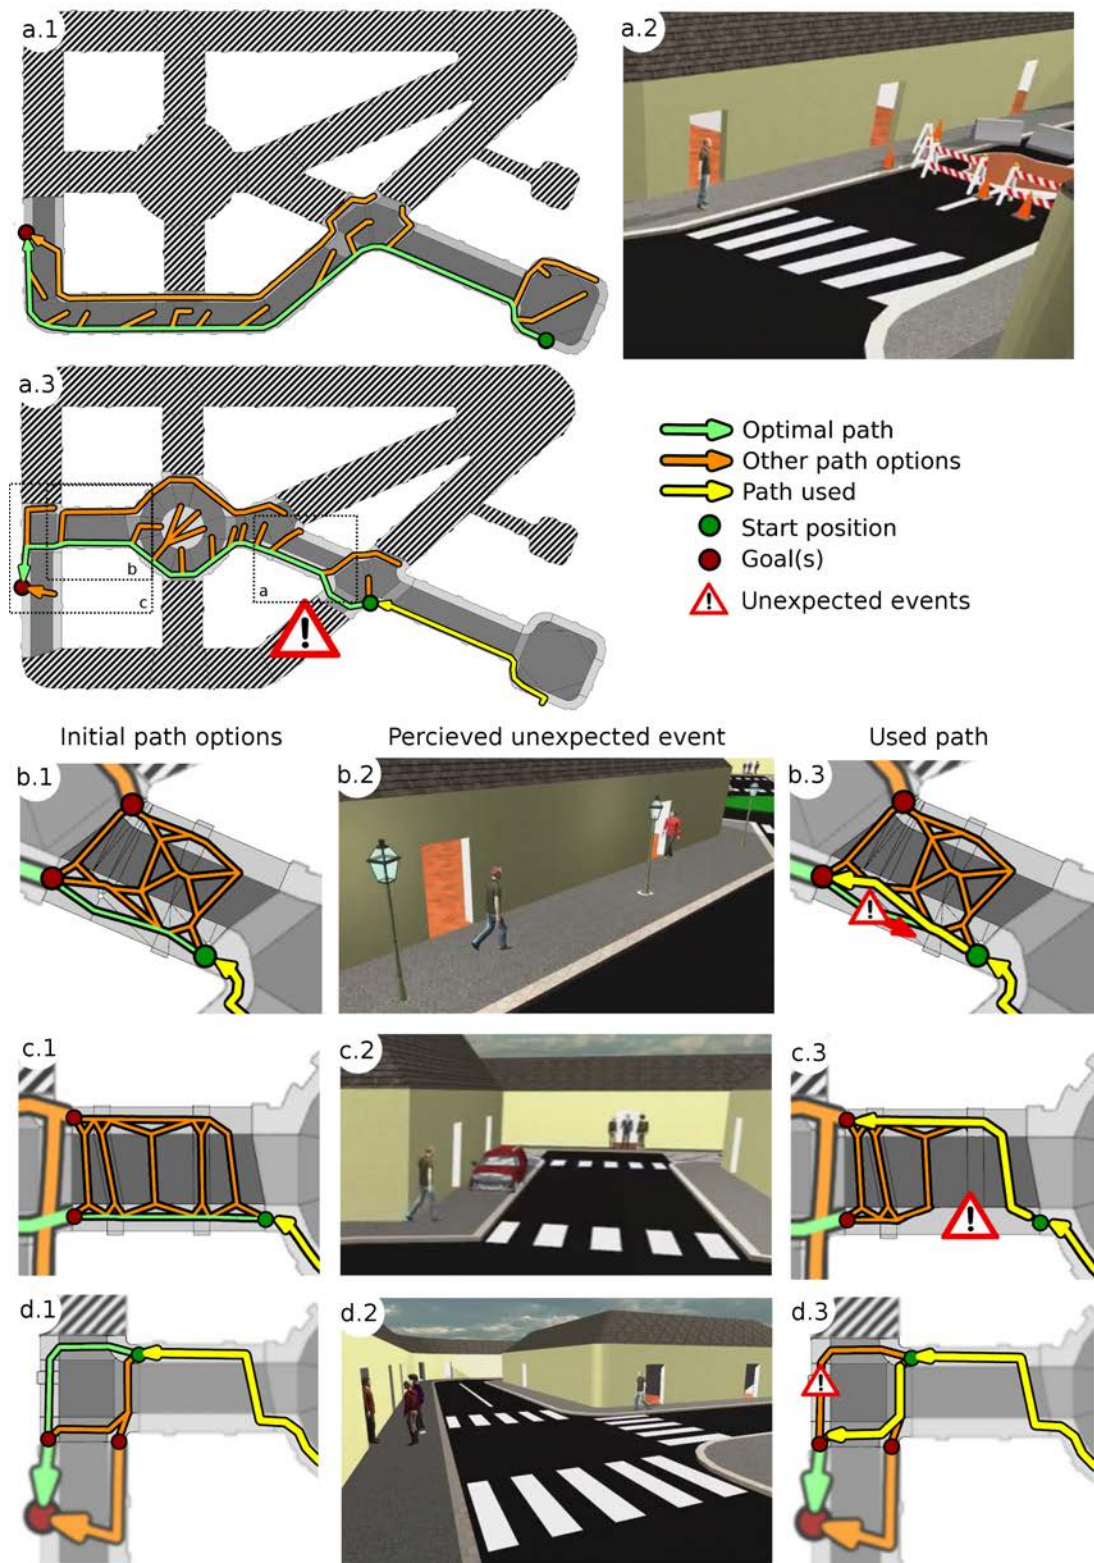 a.1
a.2
a.3
Optimal path
Other path options
Path used
Start position
Goal(s)
! Unexpected events
b
a
c
!
Initial path options
Percieved unexpected event
Used path
b.1
b.2
b.3
!
c.1
c.2
c.3
!
d.1
d.2
d.3
!